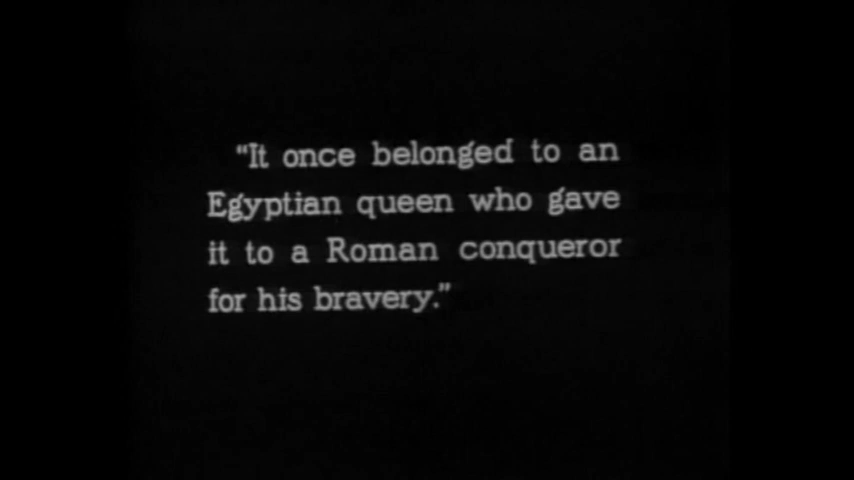 "It once belonged to an
Egyptian queen who gave
it to a Roman conqueror
for his bravery."